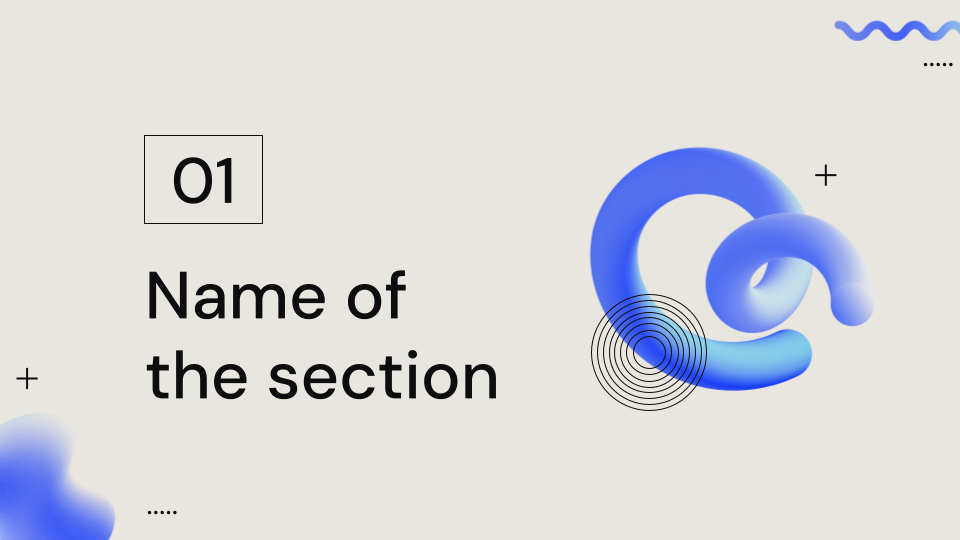 01
Name of
the section